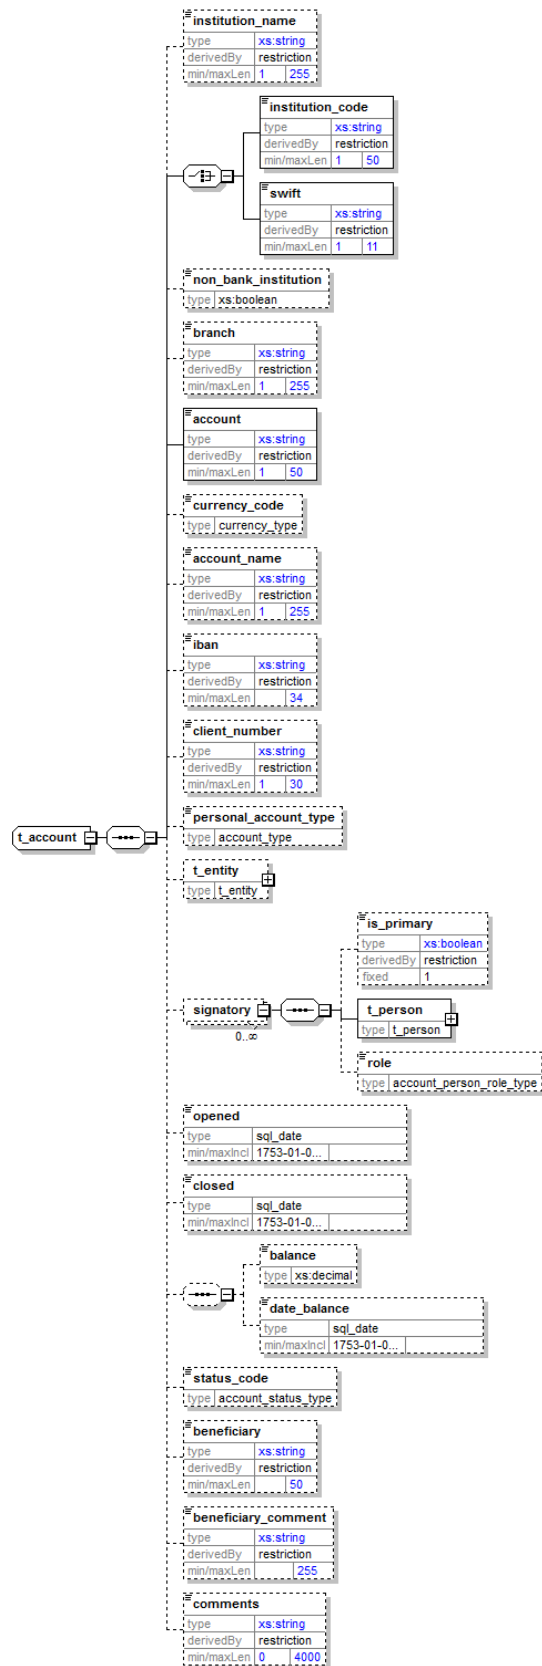 institution_name
type xs:string
derivedBy restriction
min/maxLen 1 255
institution_code
type xs:string
derivedBy restriction
min/maxLen 1 50
swift
type xs:string
derivedBy restriction
min/maxLen 1 11
non_bank_institution
type xs:boolean
branch
type xs:string
derivedBy restriction
min/maxLen 1 255
account
type xs:string
derivedBy restriction
min/maxLen 1 50
currency_code
type currency_type
account_name
type xs:string
derivedBy restriction
min/maxLen 1 255
iban
type xs:string
derivedBy restriction
min/maxLen 34
client_number
type xs:string
derivedBy restriction
min/maxLen 1 30
t_account
personal_account_type
type account_type
t_entity
type t_entity
signatory
0..∞
is_primary
type xs:boolean
derivedBy restriction
fixed 1
t_person
type t_person
role
type account_person_role_type
opened
type sql_date
min/maxIncl 1753-01-0...
closed
type sql_date
min/maxIncl 1753-01-0...
balance
type xs:decimal
date_balance
type sql_date
min/maxIncl 1753-01-0...
status_code
type account_status_type
beneficiary
type xs:string
derivedBy restriction
min/maxLen 50
beneficiary_comment
type xs:string
derivedBy restriction
min/maxLen 255
comments
type xs:string
derivedBy restriction
min/maxLen 0 4000